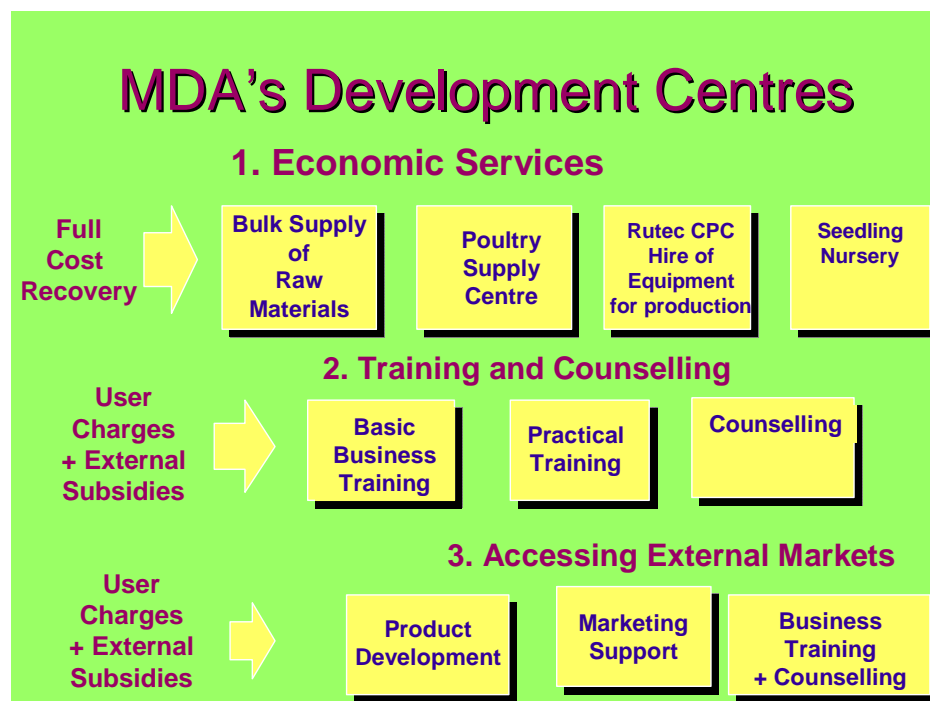 MDA's Development Centres
1. Economic Services
Full
Cost
Recovery
Bulk Supply
of
Raw
Materials
Poultry
Supply
Centre
Rutec CPC
Hire of
Equipment
for production
Seedling
Nursery
2. Training and Counselling
User
Charges
+ External
Subsidies
Basic
Business
Training
Practical
Training
Counselling
3. Accessing External Markets
User
Charges
+ External
Subsidies
Product
Development
Marketing
Support
Business
Training
+ Counselling